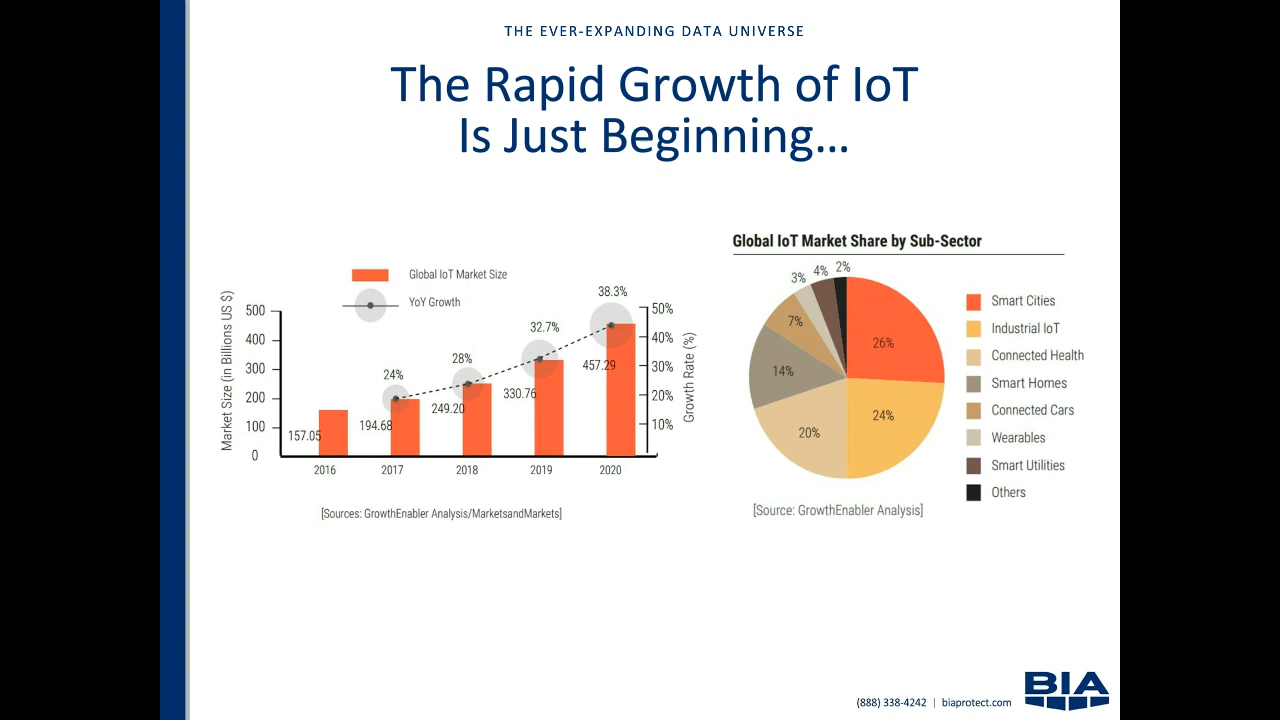 THE EVER-EXPANDING DATA UNIVERSE
The Rapid Growth of IoT
Is Just Beginning…
Global IoT Market Size
YoY Growth
Market Size (in Billions US $)
500
400
300
200
100
0
157.05
194.68
249.20
330.76
457.29
24%
28%
32.7%
38.3%
50%
40%
30%
20%
10%
Growth Rate (%)
2016 2017 2018 2019 2020
[Sources: GrowthEnabler Analysis/MarketsandMarkets]
Global IoT Market Share by Sub-Sector
3% 4% 2%
7%
26%
14%
24%
20%
Smart Cities
Industrial IoT
Connected Health
Smart Homes
Connected Cars
Wearables
Smart Utilities
Others
[Source: GrowthEnabler Analysis]
(888) 338-4242 | biaprotect.com
BIA